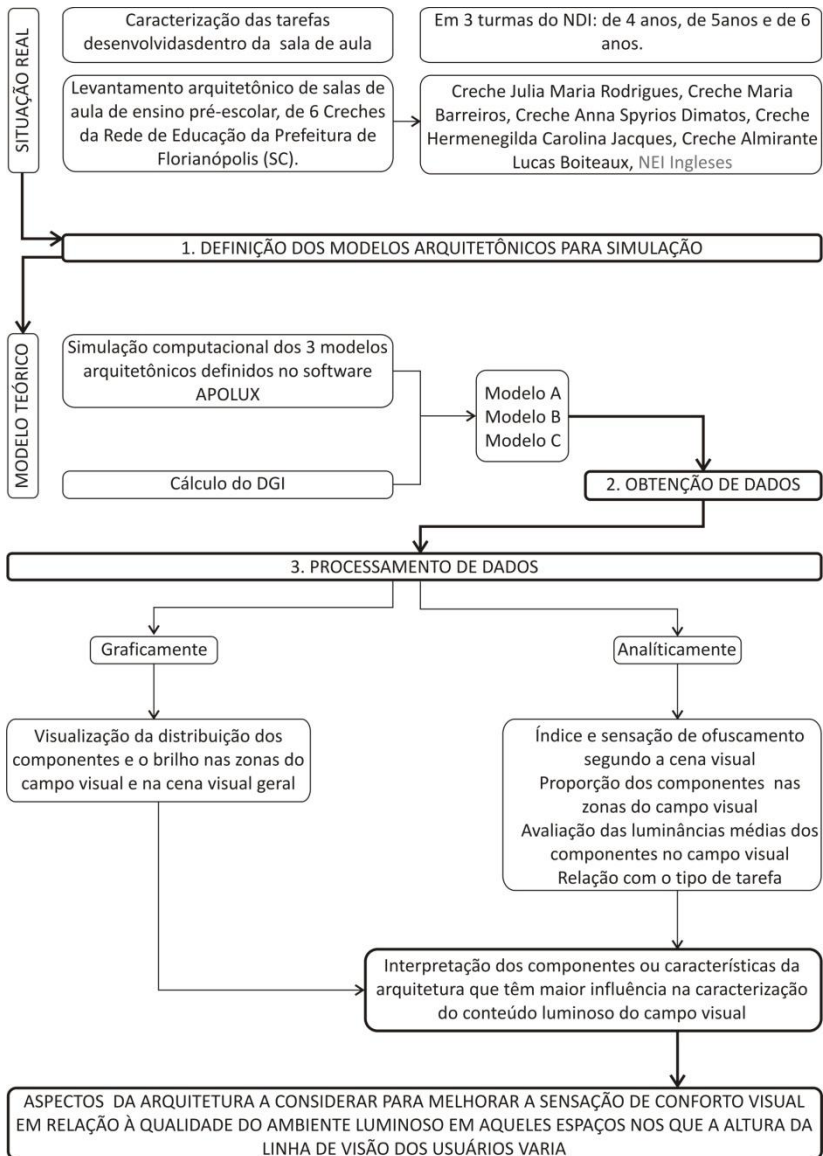 SITUAÇÃO REAL
Caracterização das tarefas
desenvolvidasdentro da sala de aula
Em 3 turmas do NDI: de 4 anos, de 5anos e de 6
anos.
Levantamento arquitetônico de salas de
aula de ensino pré-escolar, de 6 Creches
da Rede de Educação da Prefeitura de
Florianópolis (SC).
Creche Julia Maria Rodrigues, Creche Maria
Barreiros, Creche Anna Spyrios Dimatos, Creche
Hermenegilda Carolina Jacques, Creche Almirante
Lucas Boiteaux, NEI Ingleses
1. DEFINIÇÃO DOS MODELOS ARQUITETÔNICOS PARA SIMULAÇÃO
MODELO TEÓRICO
Simulação computacional dos 3 modelos
arquitetônicos definidos no software
APOLUX
Cálculo do DGI
Modelo A
Modelo B
Modelo C
2. OBTENÇÃO DE DADOS
3. PROCESSAMENTO DE DADOS
Graficamente
Analíticamente
Visualização da distribuição dos
componentes e o brilho nas zonas do
campo visual e na cena visual geral
Índice e sensação de ofuscamento
segundo a cena visual
Proporção dos componentes nas
zonas do campo visual
Avaliação das luminâncias médias dos
componentes no campo visual
Relação com o tipo de tarefa
Interpretação dos componentes ou características da
arquitetura que têm maior influência na caracterização
do conteúdo luminoso do campo visual
ASPECTOS DA ARQUITETURA A CONSIDERAR PARA MELHORAR A SENSAÇÃO DE CONFORTO VISUAL
EM RELAÇÃO À QUALIDADE DO AMBIENTE LUMINOSO EM AQUELES ESPAÇOS NOS QUE A ALTURA DA
LINHA DE VISÃO DOS USUÁRIOS VARIA